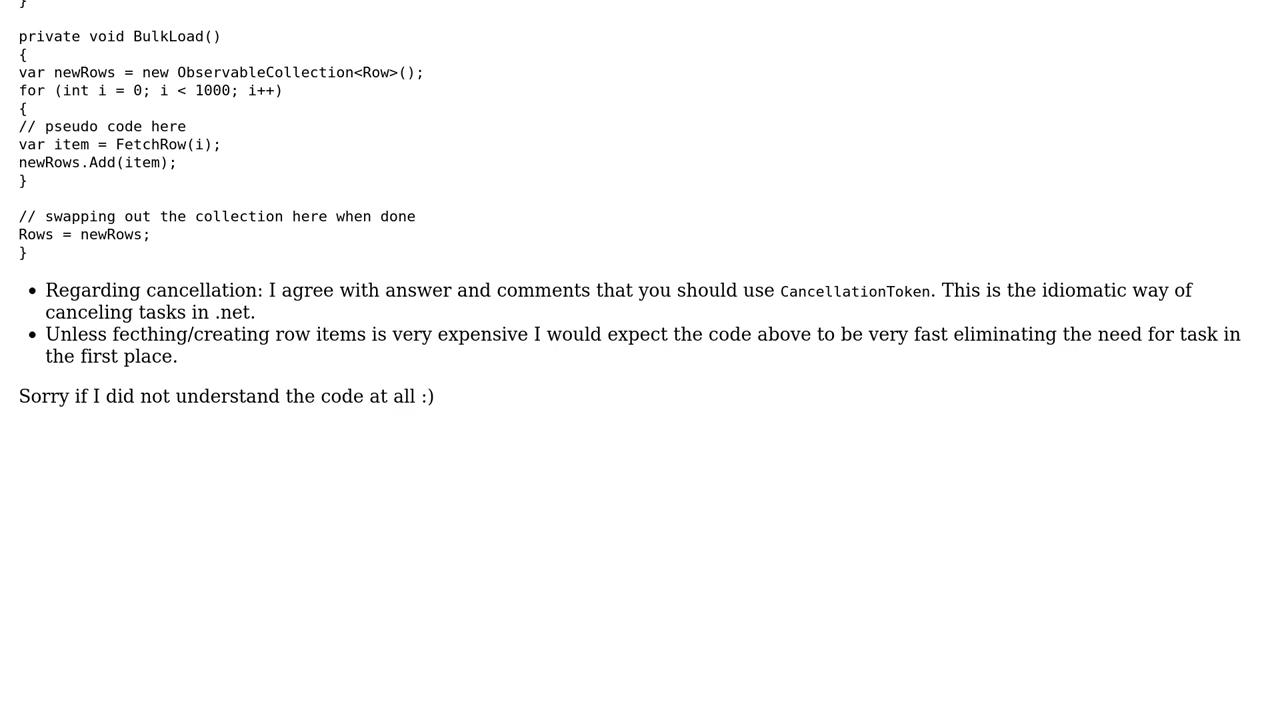 }
private void BulkLoad()
{
var newRows = new ObservableCollection<Row>();
for (int i = 0; i < 1000; i++)
{
// pseudo code here
var item = FetchRow(i);
newRows.Add(item);
}
// swapping out the collection here when done
Rows = newRows;
}
• Regarding cancellation: I agree with answer and comments that you should use CancellationToken. This is the idiomatic way of
canceling tasks in .net.
• Unless fecthing/creating row items is very expensive I would expect the code above to be very fast eliminating the need for task in
the first place.
Sorry if I did not understand the code at all :)